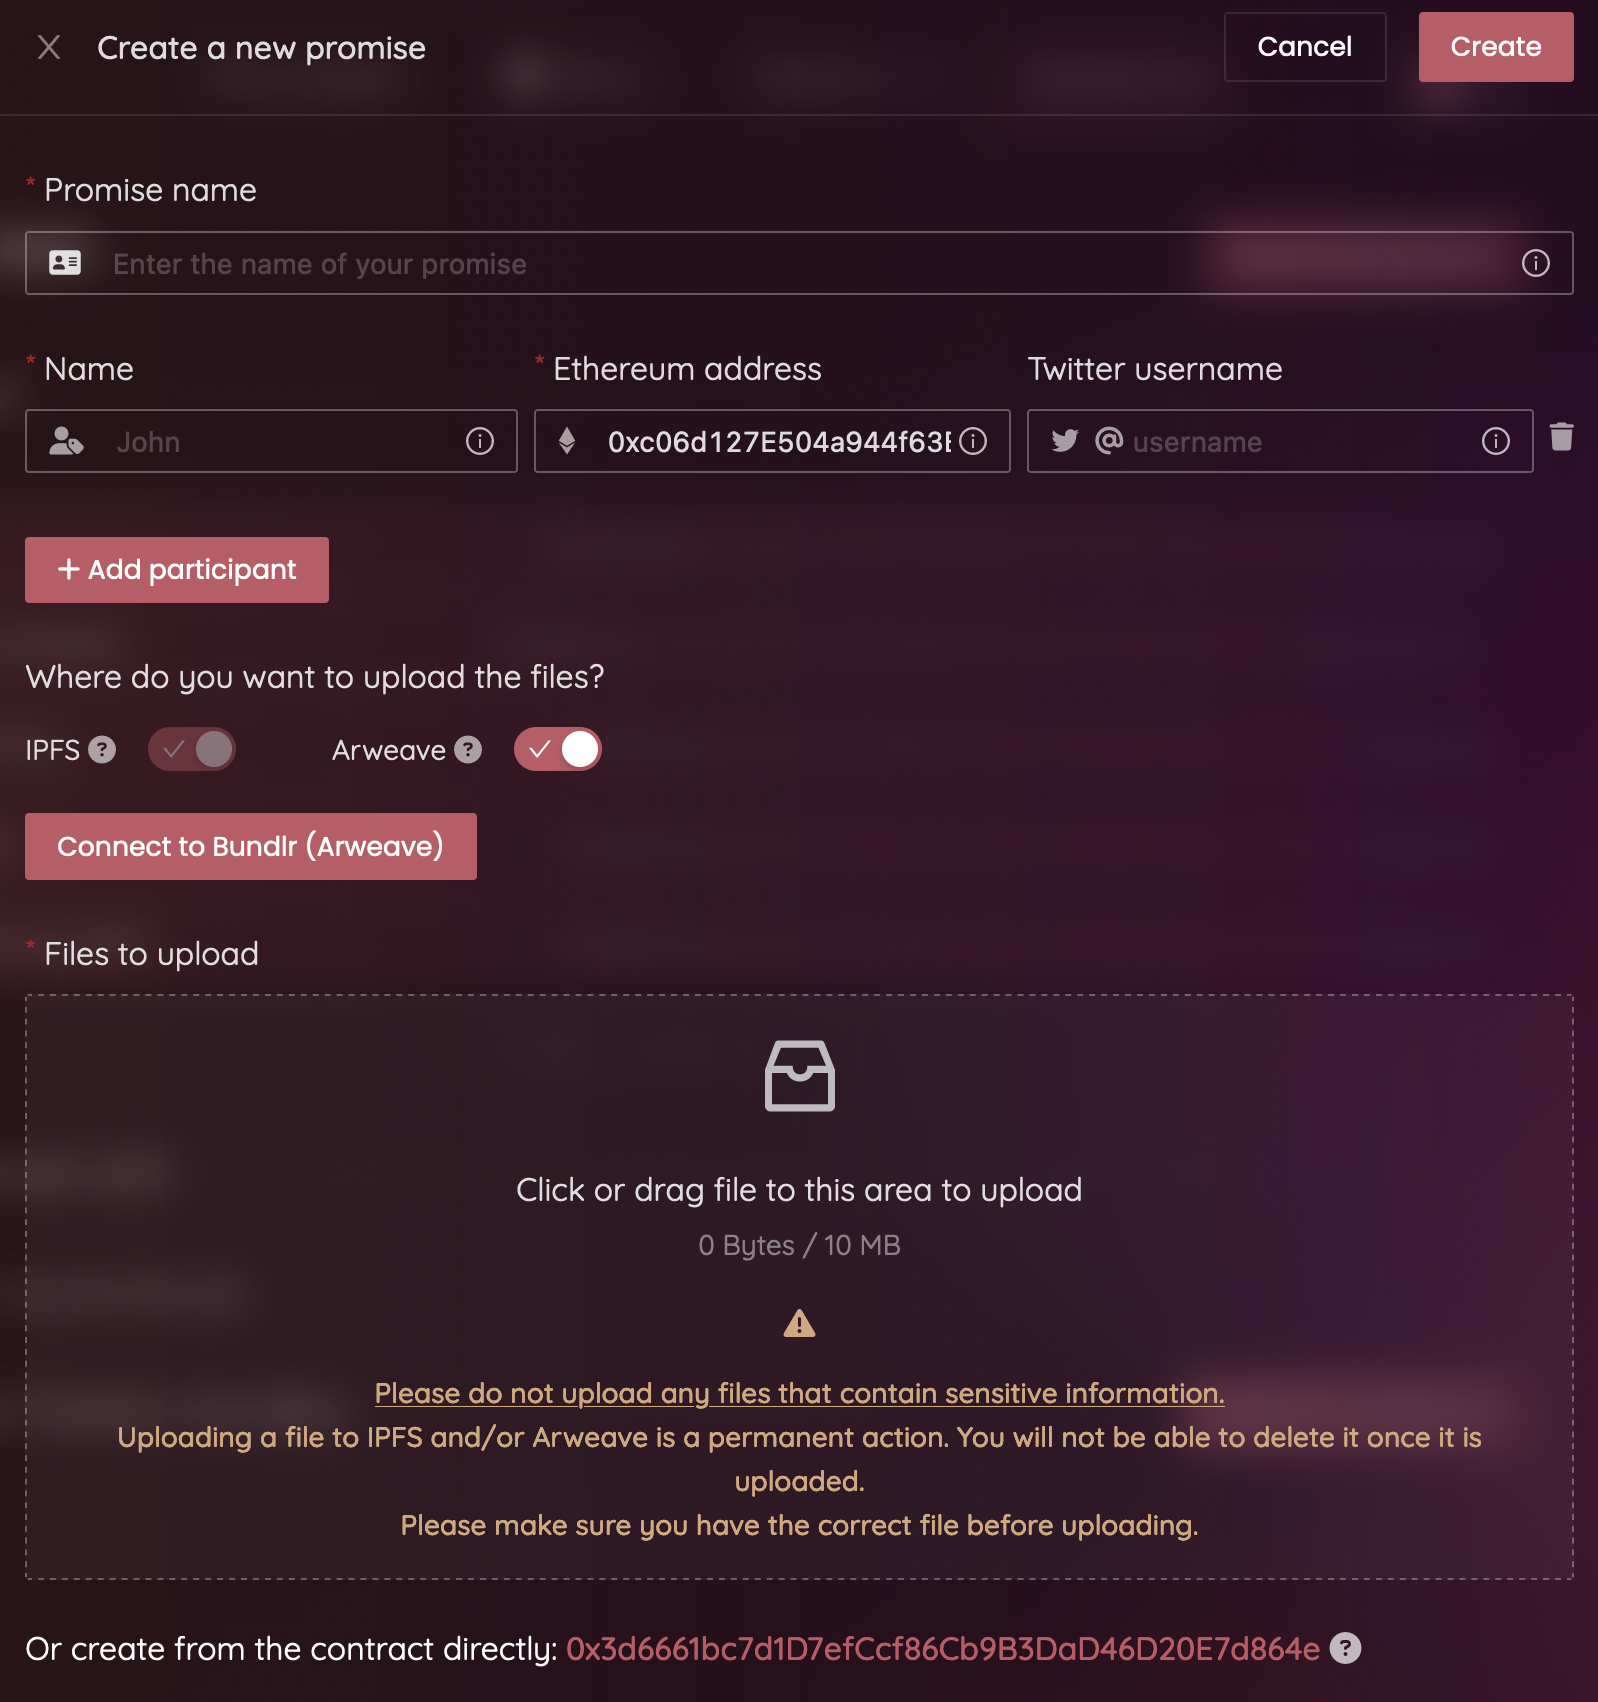 Create a new promise
Cancel
Create
* Promise name
Enter the name of your promise
* Name
* Ethereum address
Twitter username
John
0xc06d127E504a944f63
@ username
+ Add participant
Where do you want to upload the files?
IPFS ?
Arweave ?
Connect to Bundlr (Arweave)
* Files to upload
Click or drag file to this area to upload
0 Bytes / 10 MB
Please do not upload any files that contain sensitive information.
Uploading a file to IPFS and/or Arweave is a permanent action. You will not be able to delete it once it is
uploaded.
Please make sure you have the correct file before uploading.
Or create from the contract directly: 0x3d6661bc7d1D7efCcf86Cb9B3DaD46D20E7d864e ?